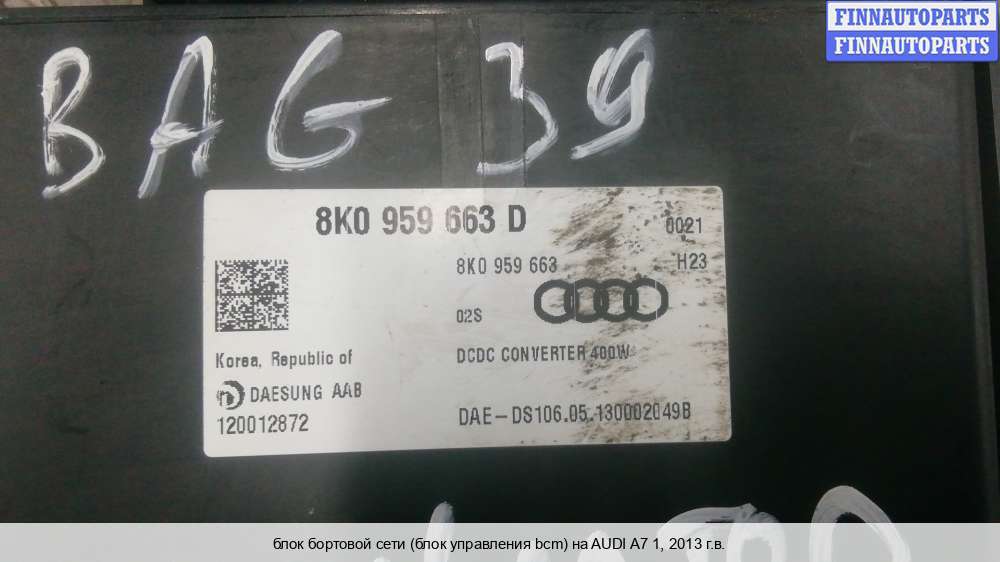 FINNAUTOPARTS
FINNAUTOPARTS
BAG 39
8K0 959 663 D
0021
8K0 959 663
H23
02S
DCDC CONVERTER 400W
Korea, Republic of
DAESUNG AAB
120012872
DAE-DS106.05.130002049B
блок бортовой сети (блок управления bcm) на AUDI A7 1, 2013 г.в.